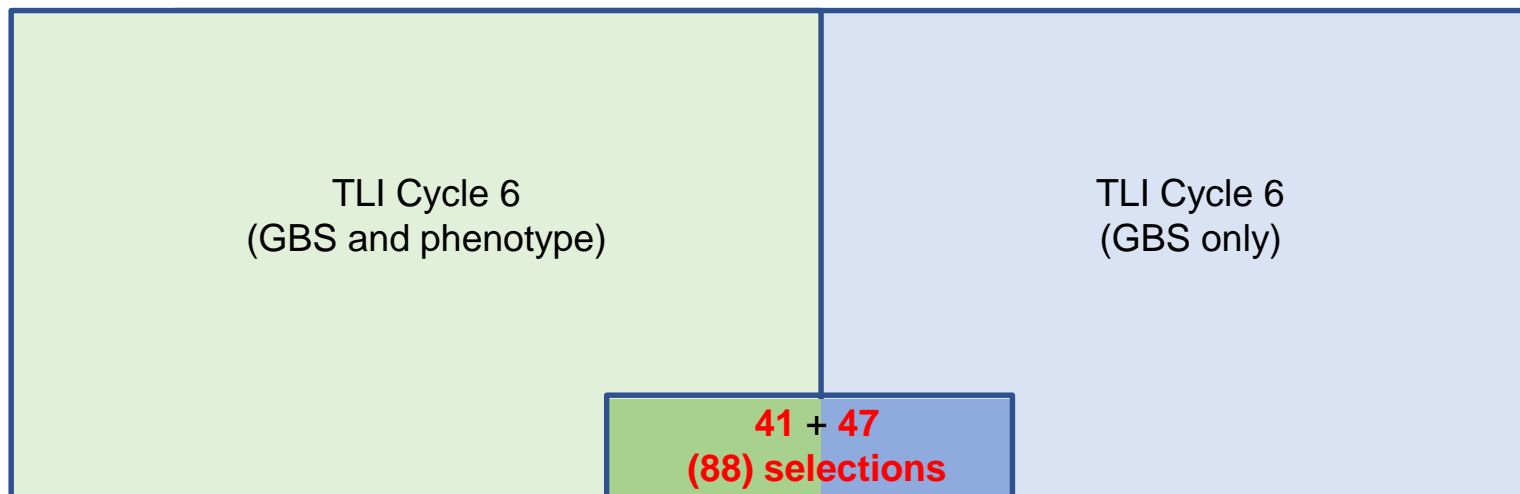 TLI Cycle 6
(GBS and phenotype)
TLI Cycle 6
(GBS only)
41 + 47
(88) selections